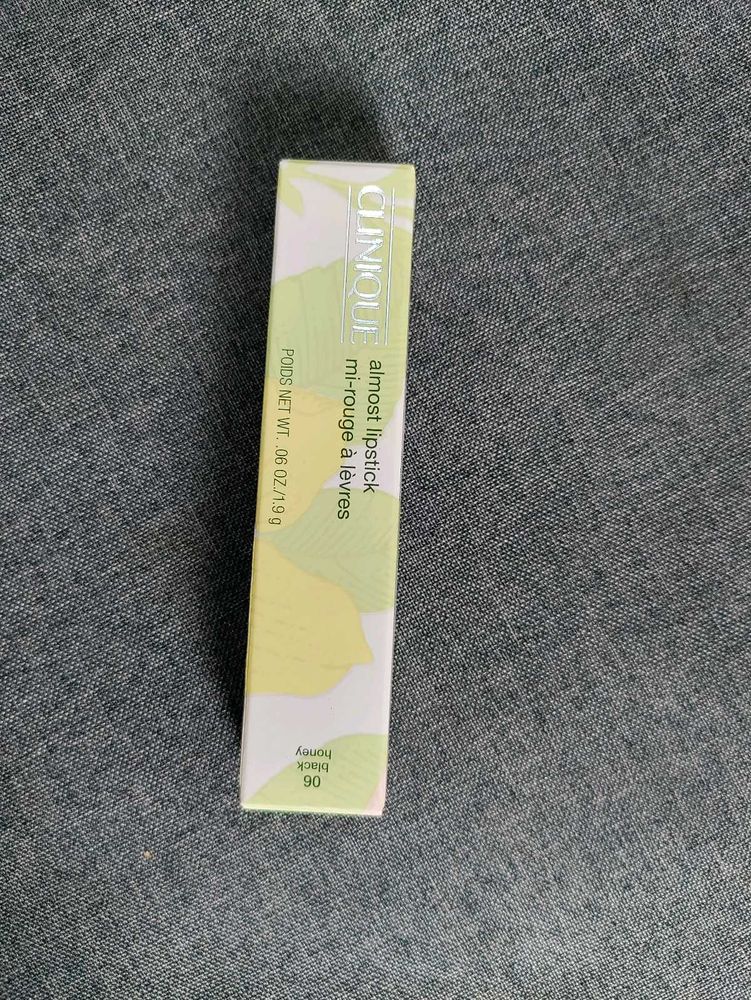 CLINIQUE
almost lipstick
mi-rouge à lèvres
POIDS NET WT. .06 OZ./1.9 g
06
black
honey